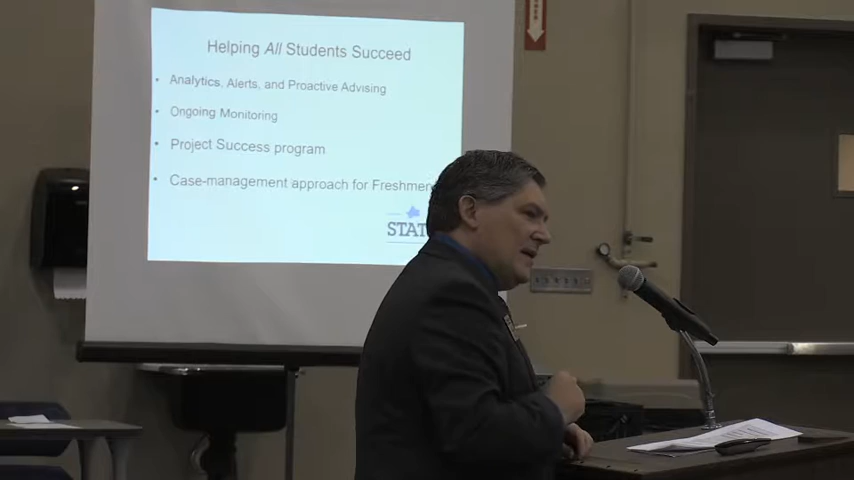 Helping All Students Succeed
• Analytics, Alerts, and Proactive Advising
• Ongoing Monitoring
• Project Success program
• Case-management approach for Freshmen
STAT